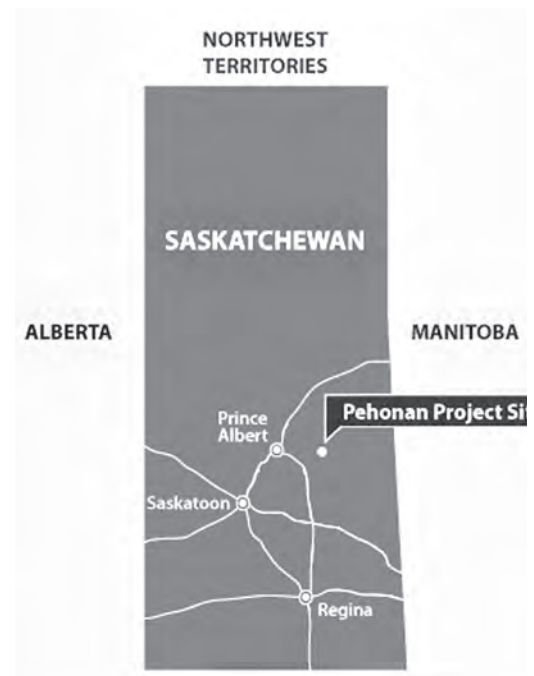 NORTHWEST
TERRITORIES
SASKATCHEWAN
ALBERTA
MANITOBA
Pehonan Project Sit
Prince
Albert
Saskatoon
Regina